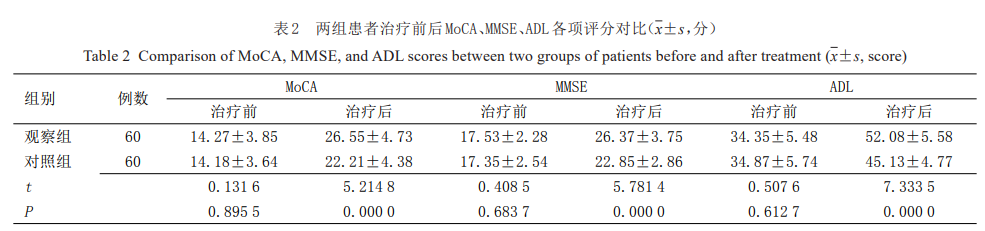 表2 两组患者治疗前后MoCA、MMSE、ADL各项评分对比(x̄±s,分)
Table 2 Comparison of MoCA, MMSE, and ADL scores between two groups of patients before and after treatment (x̄±s, score)
组别 例数 MoCA MMSE ADL
治疗前 治疗后 治疗前 治疗后 治疗前 治疗后
观察组 60 14.27±3.85 26.55±4.73 17.53±2.28 26.37±3.75 34.35±5.48 52.08±5.58
对照组 60 14.18±3.64 22.21±4.38 17.35±2.54 22.85±2.86 34.87±5.74 45.13±4.77
t 0.131 6 5.214 8 0.408 5 5.781 4 0.507 6 7.333 5
P 0.895 5 0.000 0 0.683 7 0.000 0 0.612 7 0.000 0